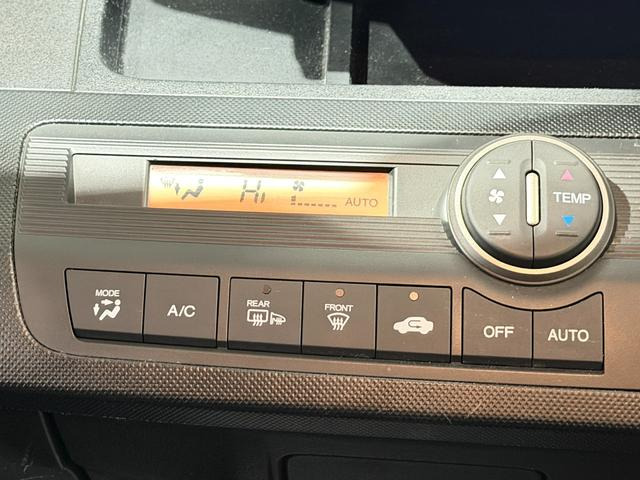 Hi AUTO
TEMP
MODE
A/C
REAR
FRONT
OFF
AUTO